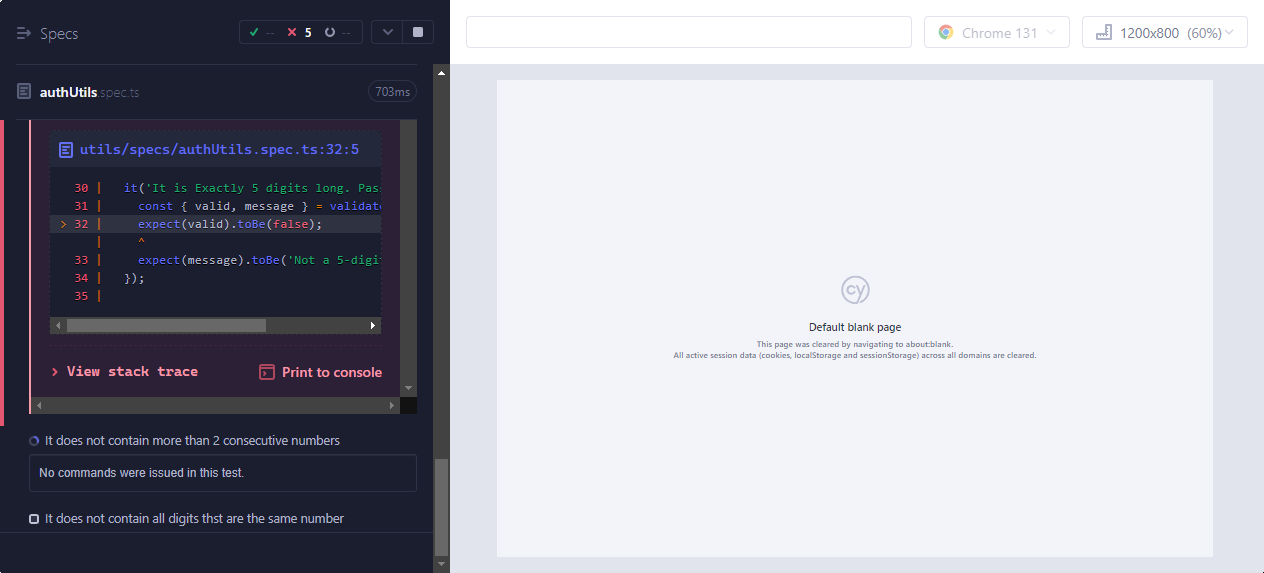 Specs
-- 5 --
Chrome 131
1200x800 (60%)
authUtils.spec.ts
703ms
utils/specs/authUtils.spec.ts:32:5
30 | it('It is Exactly 5 digits long. Pas
31 | const { valid, message } = validat
> 32 | expect(valid).toBe(false);
| ^
33 | expect(message).toBe('Not a 5-digi
34 | });
35 |
> View stack trace
Print to console
It does not contain more than 2 consecutive numbers
No commands were issued in this test.
It does not contain all digits thst are the same number
cy
Default blank page
This page was cleared by navigating to about:blank.
All active session data (cookies, localStorage and sessionStorage) across all domains are cleared.